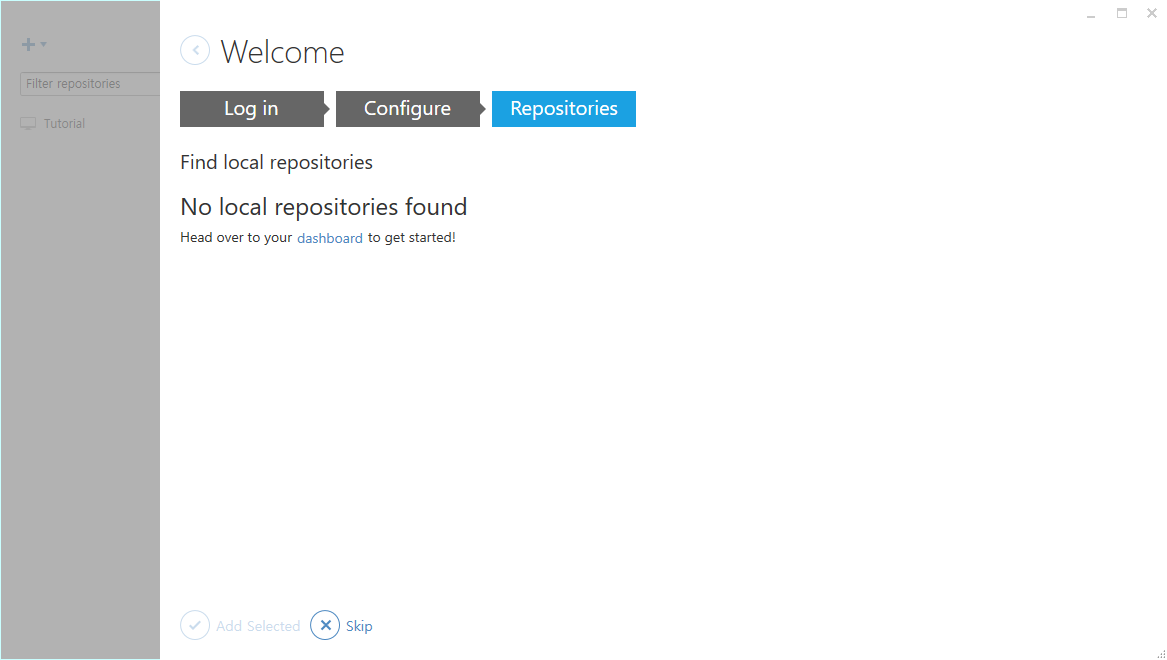 Welcome
Filter repositories
Tutorial
Log in
Configure
Repositories
Find local repositories
No local repositories found
Head over to your dashboard to get started!
Add Selected
Skip